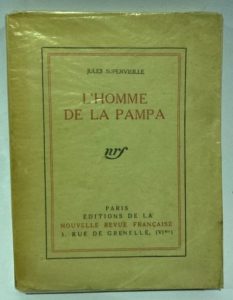 JULES SUPERVIELLE
L'HOMME
DE LA PAMPA
nrf
PARIS
EDITIONS DE LA
NOUVELLE REVUE FRANÇAISE
3, RUE DE GRENELLE, (VIme)